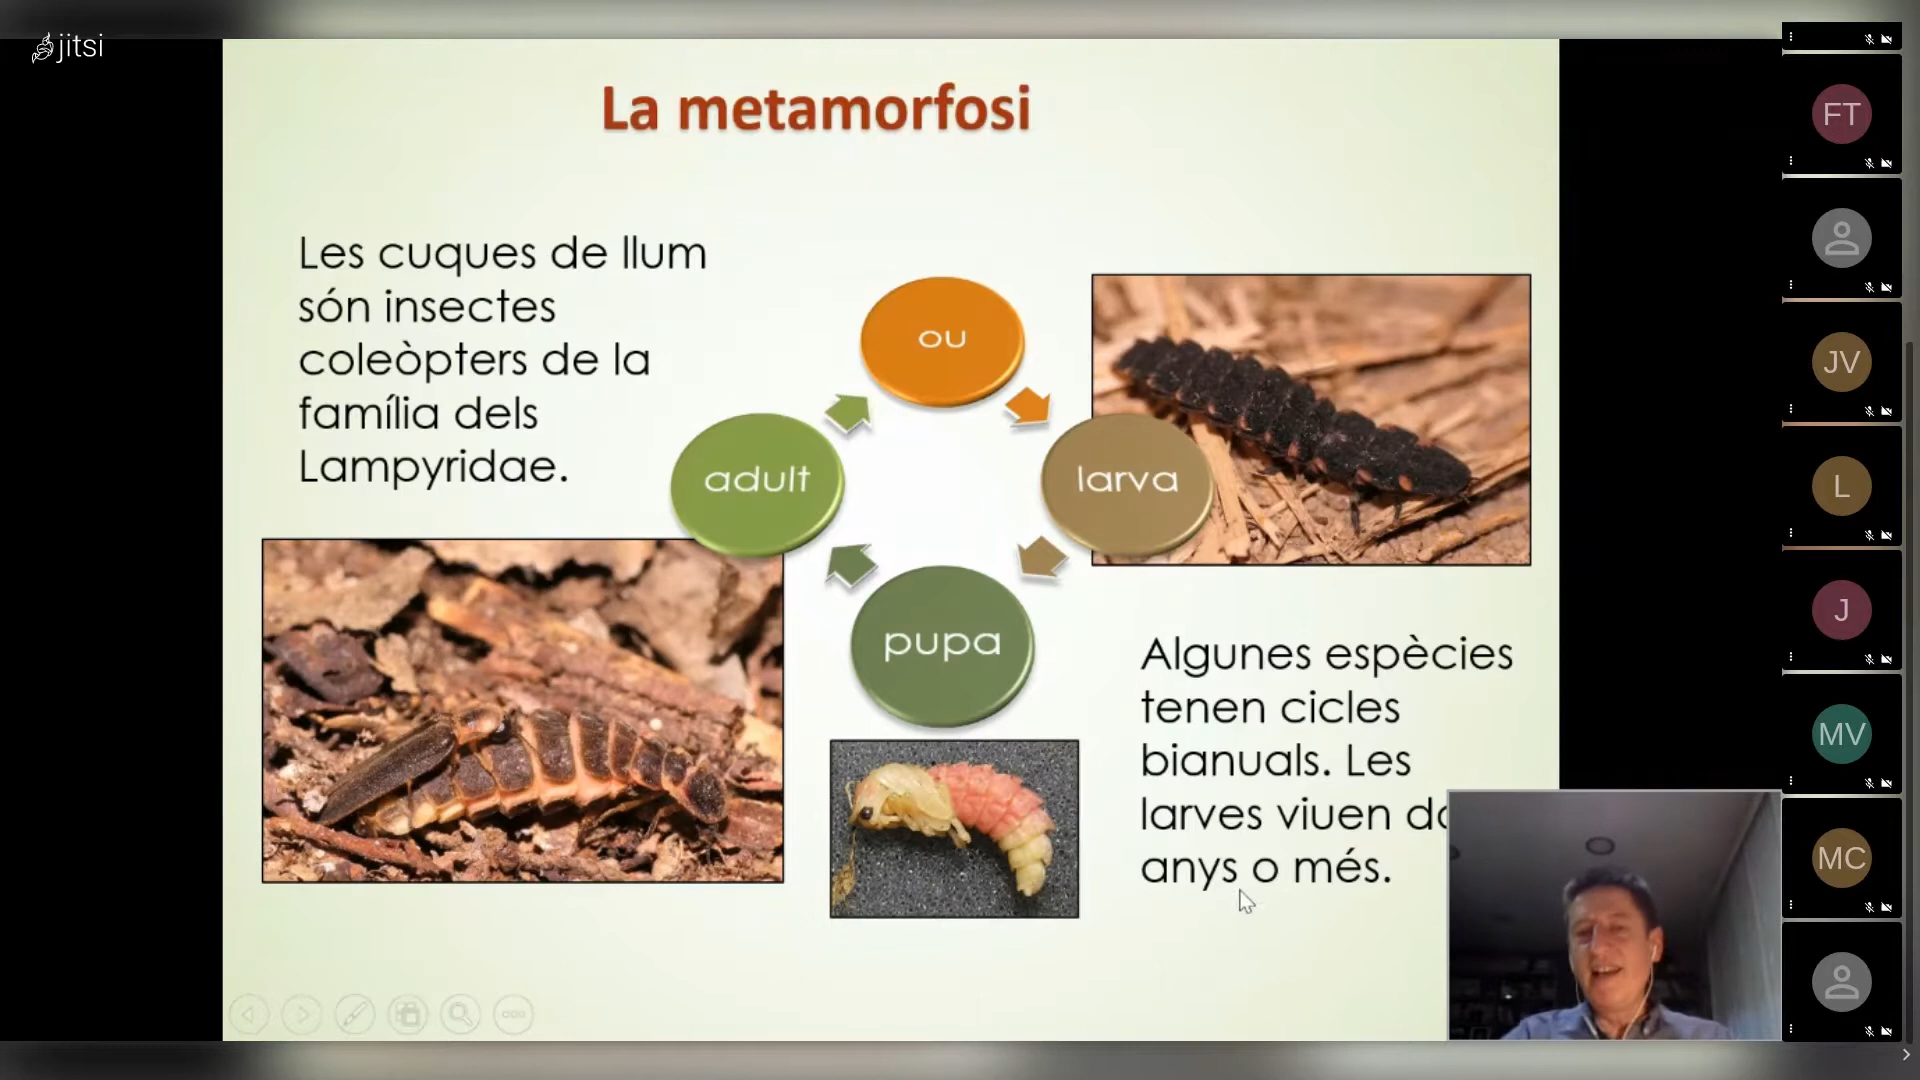 jitsi
La metamorfosi
Les cuques de llum
són insectes
coleòpters de la
família dels
Lampyridae.
ou
adult
larva
pupa
Algunes espècies
tenen cicles
bianuals. Les
larves viuen
anys o més.
FT
JV
L
J
MV
MC